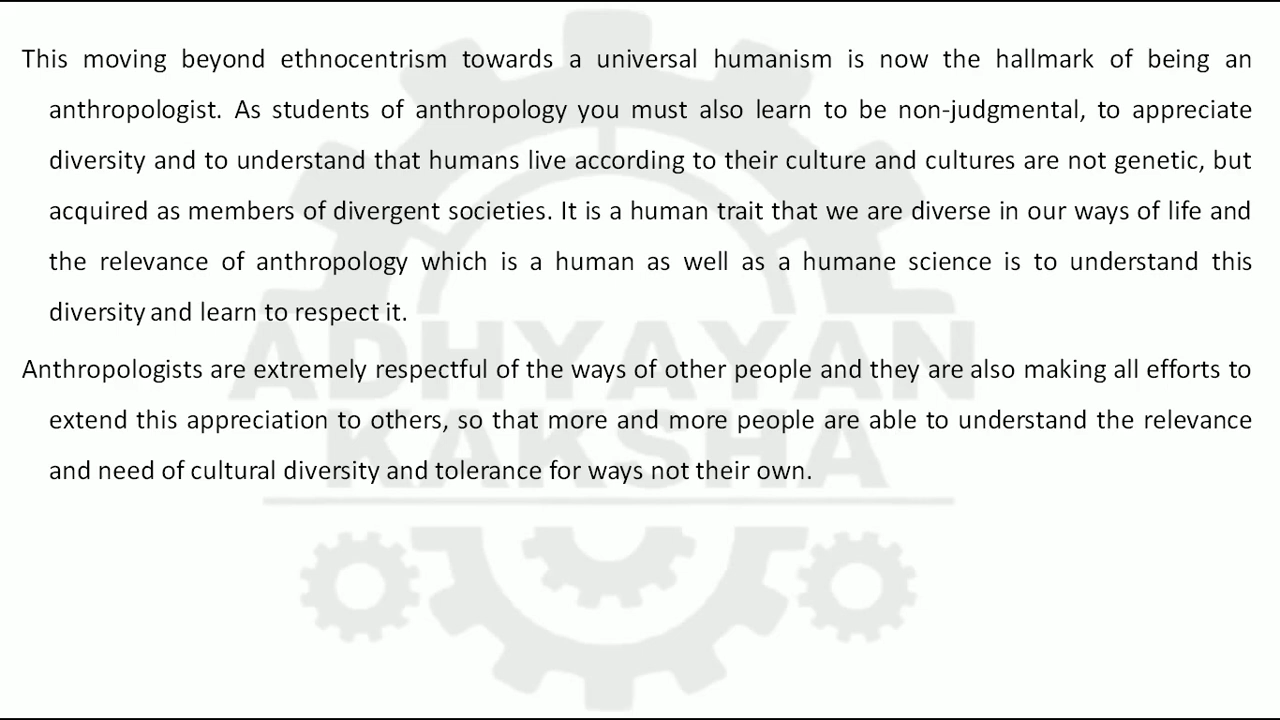 This moving beyond ethnocentrism towards a universal humanism is now the hallmark of being an
anthropologist. As students of anthropology you must also learn to be non-judgmental, to appreciate
diversity and to understand that humans live according to their culture and cultures are not genetic, but
acquired as members of divergent societies. It is a human trait that we are diverse in our ways of life and
the relevance of anthropology which is a human as well as a humane science is to understand this
diversity and learn to respect it.
ADHYAYAN
Anthropologists are extremely respectful of the ways of other people and they are also making all efforts to
extend this appreciation to others, so that more and more people are able to understand the relevance
KAKSHA
and need of cultural diversity and tolerance for ways not their own.